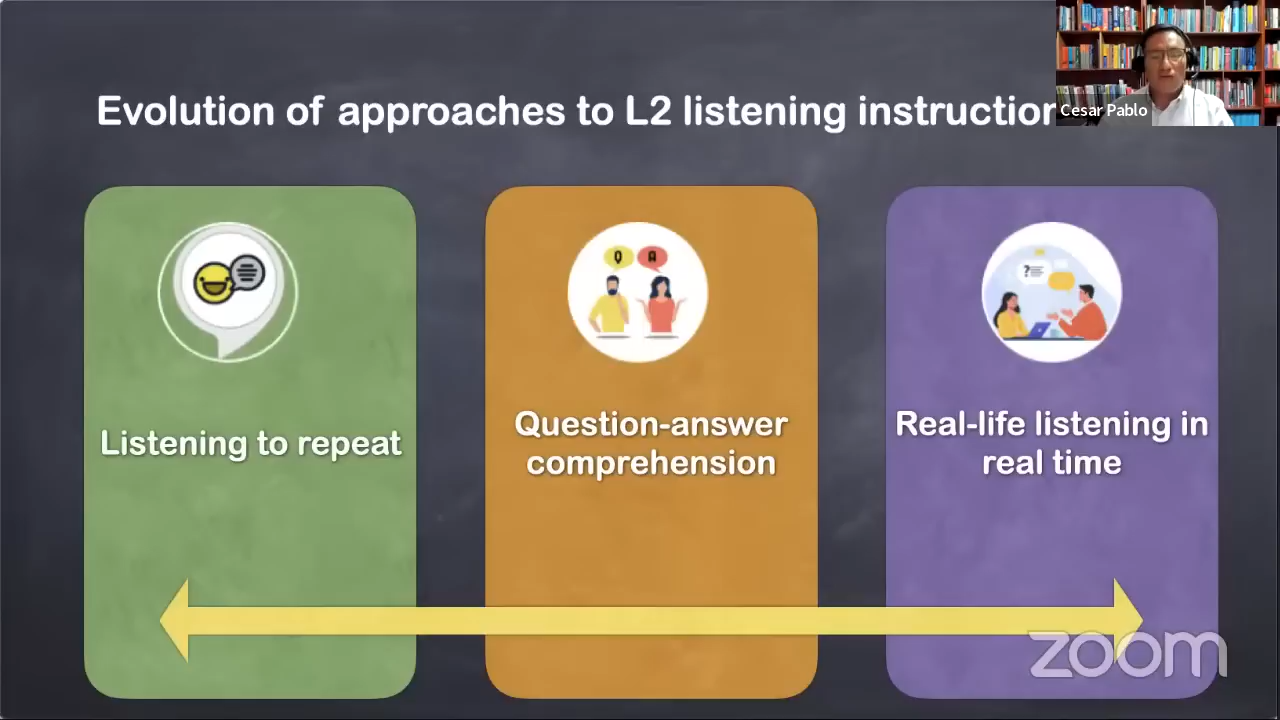 Evolution of approaches to L2 listening instruction
Cesar Pablo
Q A
?
Listening to repeat
Question-answer
comprehension
Real-life listening in
real time
zoom